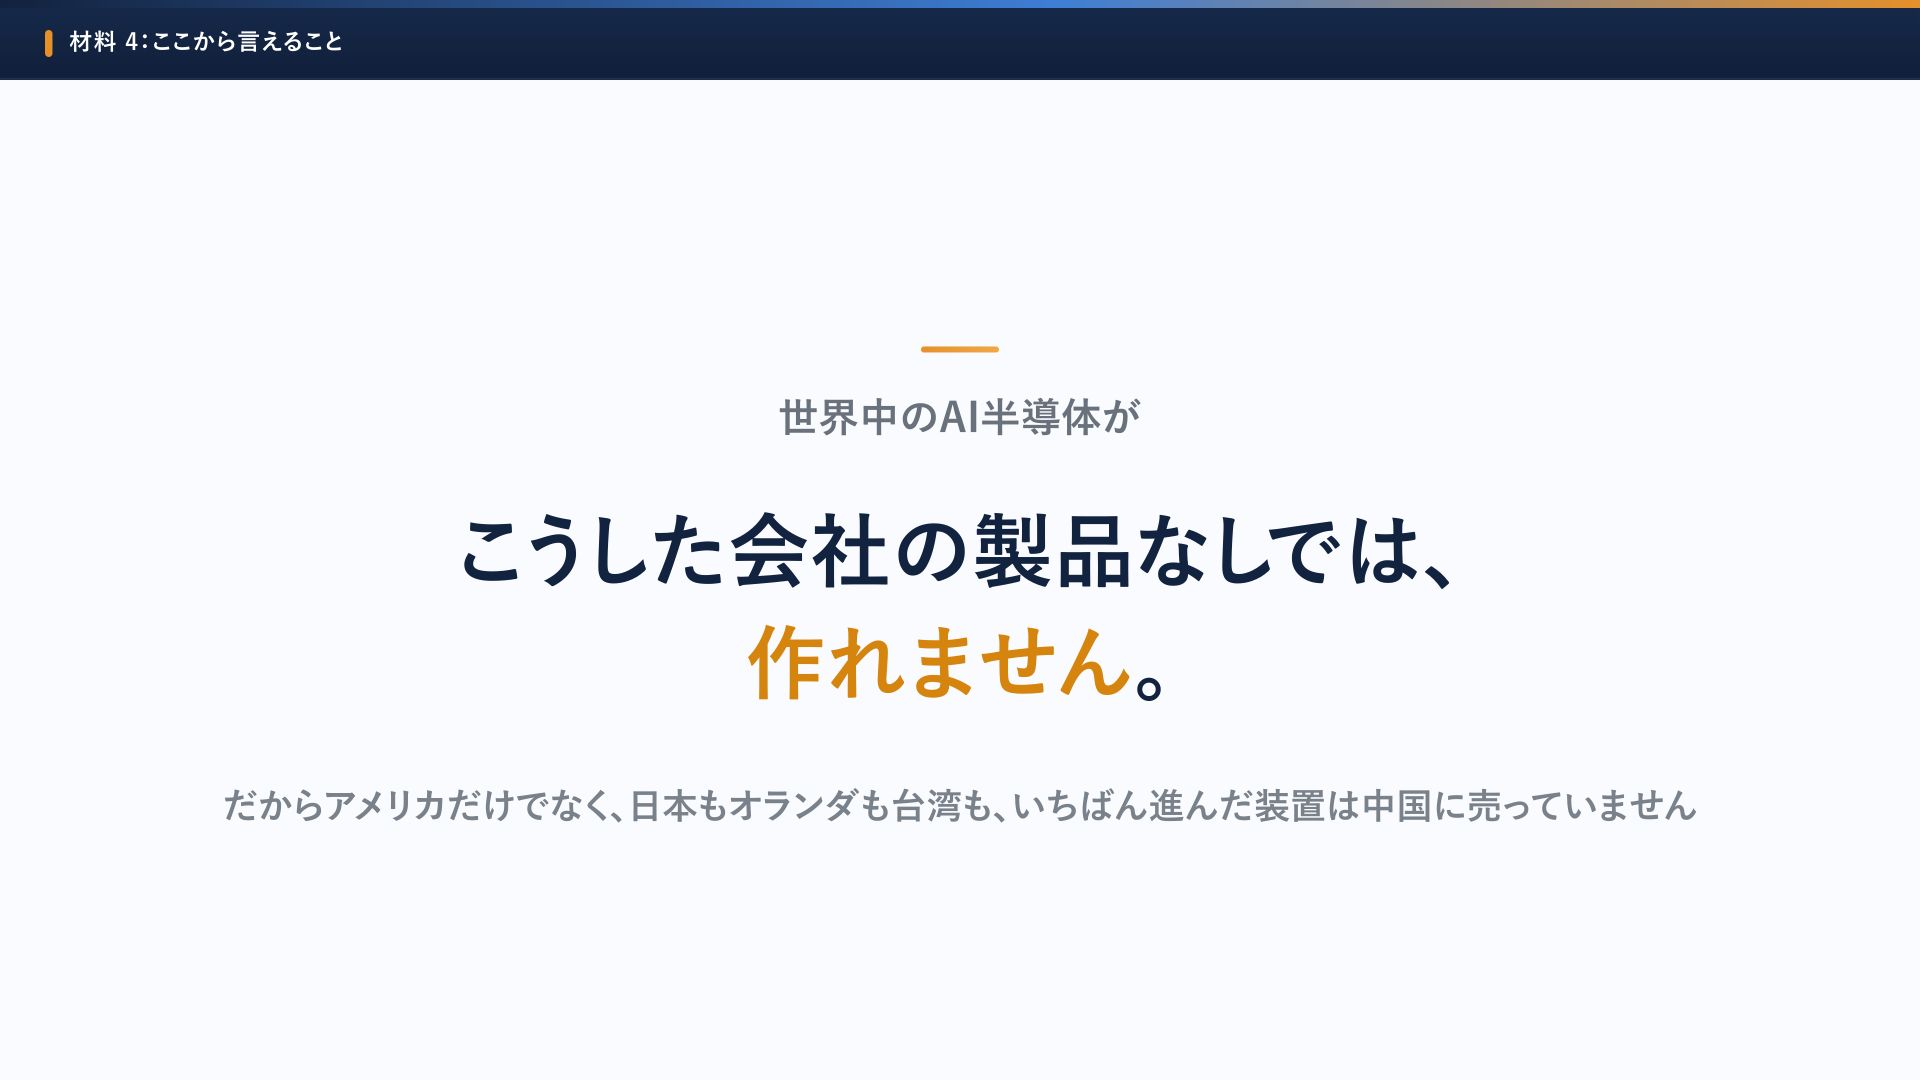 材料 4：ここから言えること
世界中のAI半導体が
こうした会社の製品なしでは、
作れません。
だからアメリカだけでなく、日本もオランダも台湾も、いちばん進んだ装置は中国に売っていません